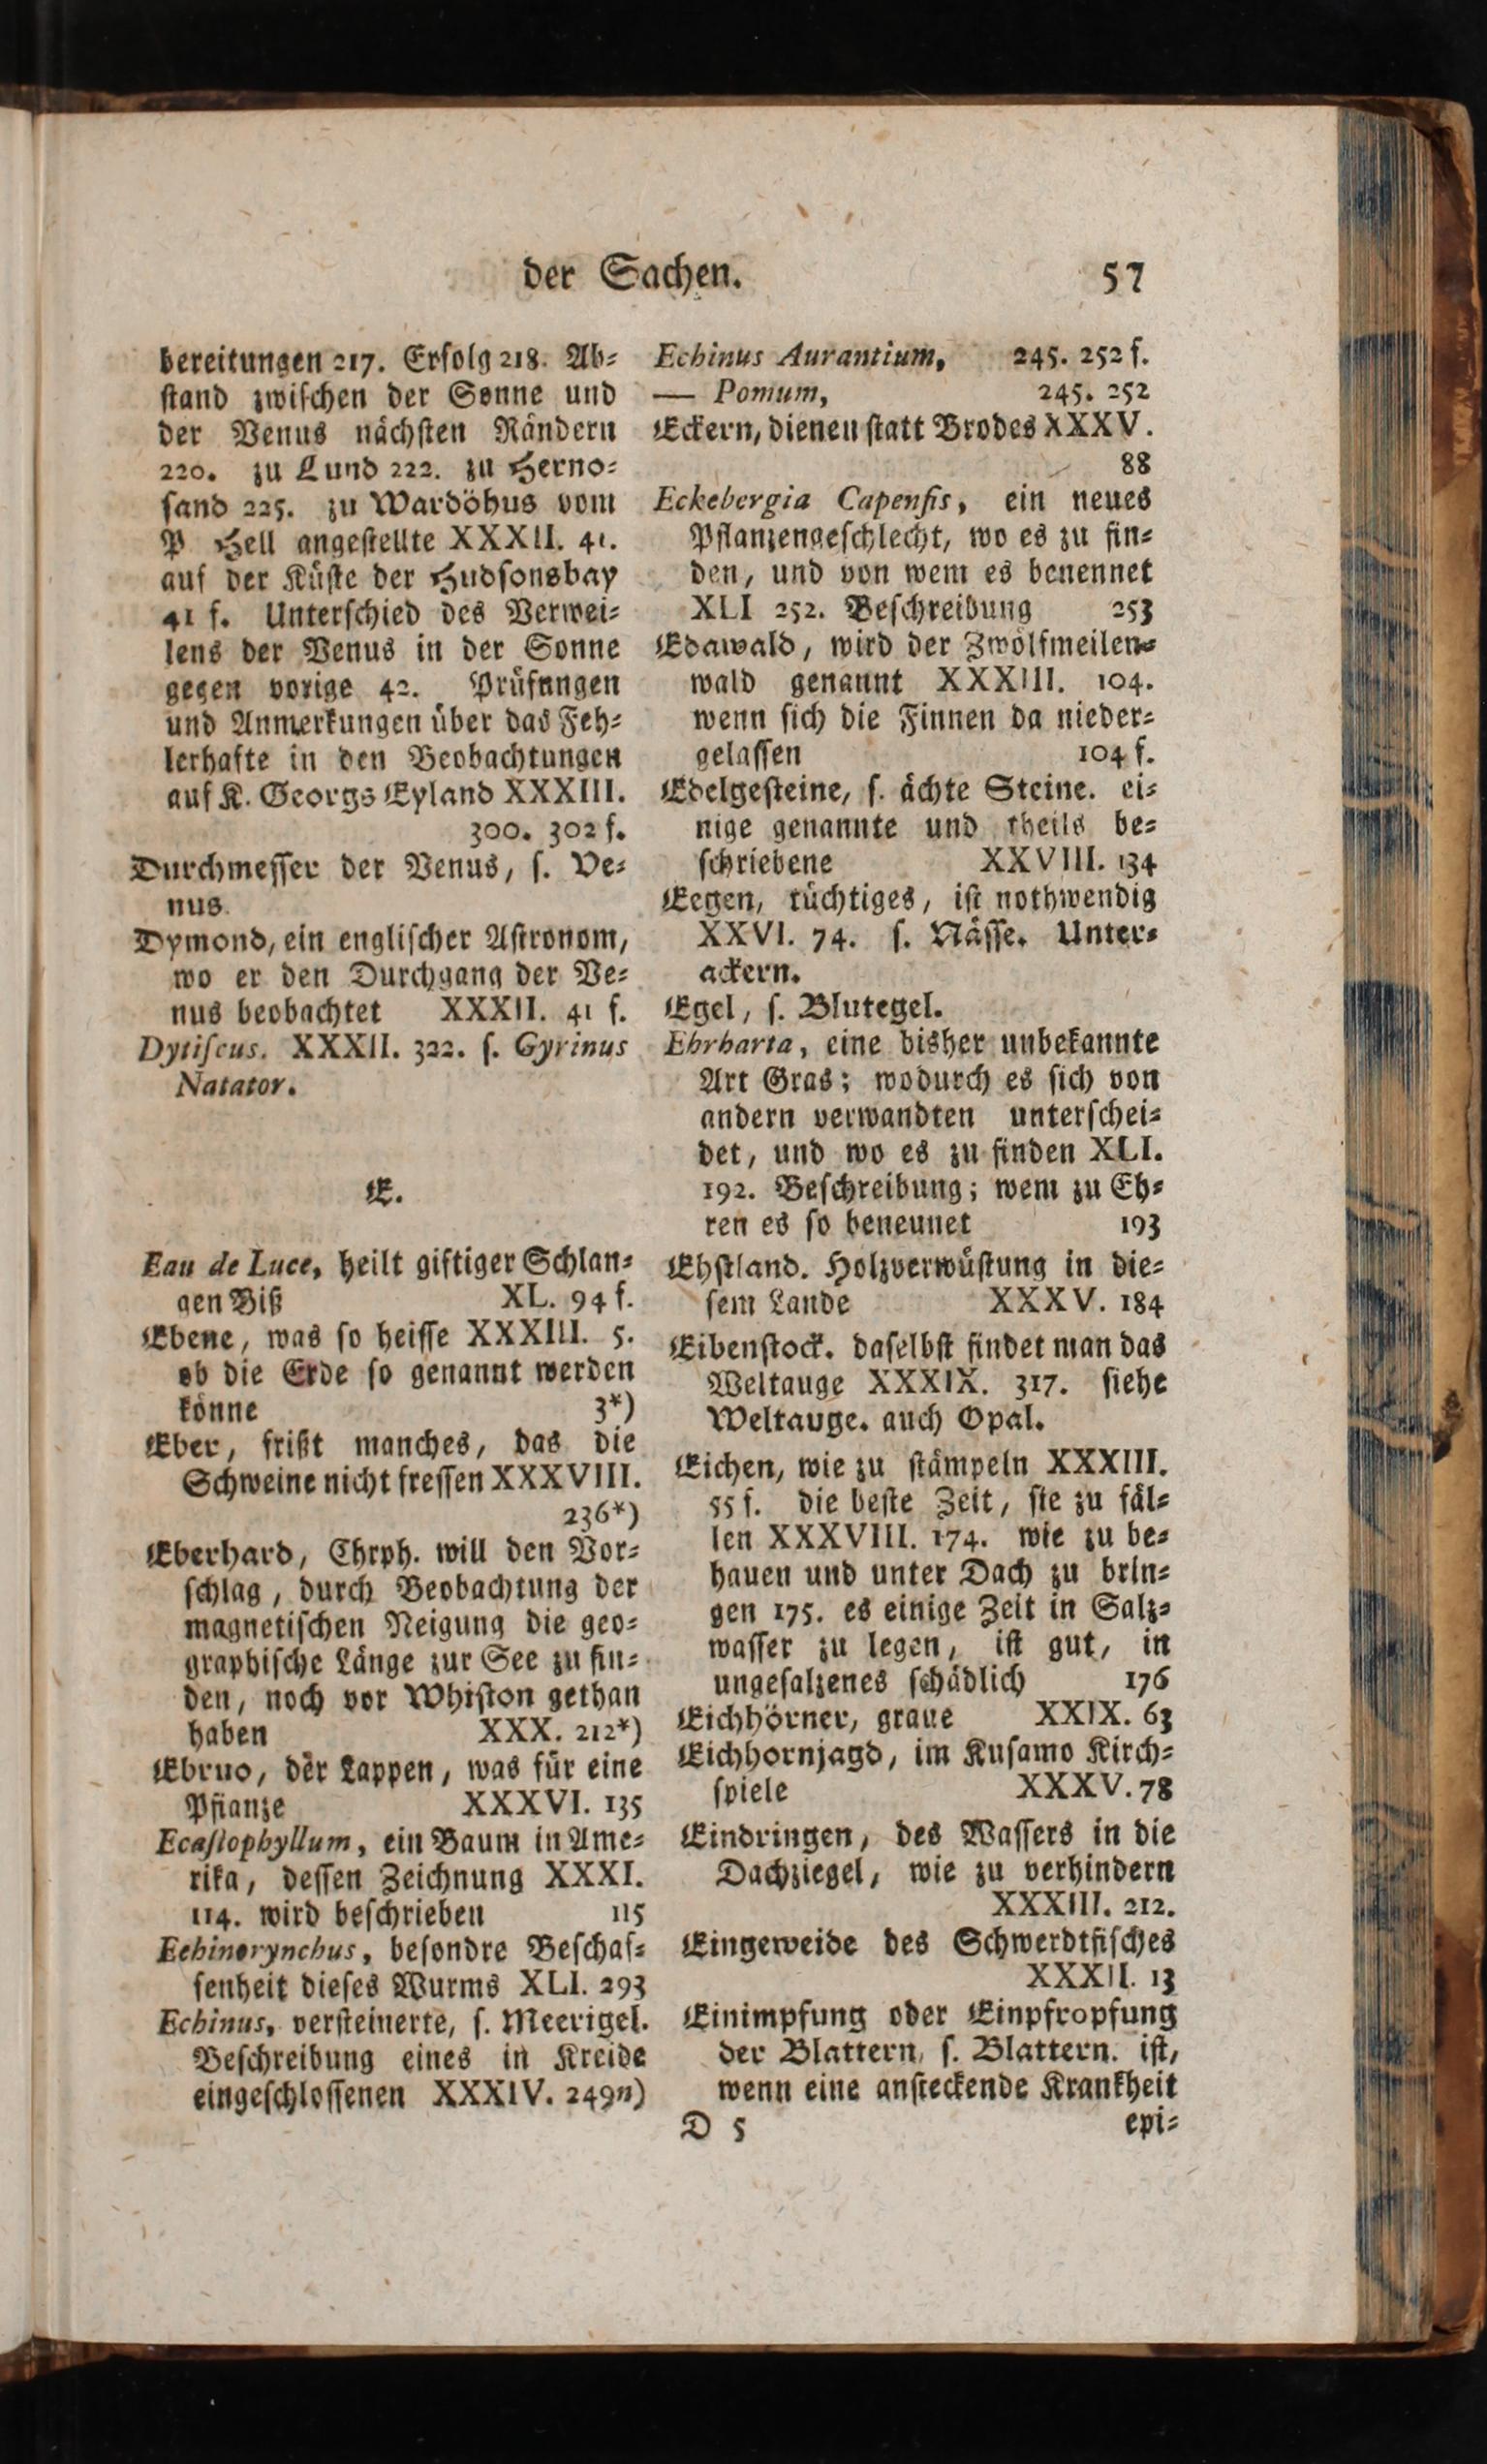 der Sachen. 57
bereitungen 217. Erfolg 218. Ab⸗
ſtand zwiſchen der Sonne und
der Venus nächſten Rändern
220. zu Lund 222. zu Herno⸗
ſand 225. zu Wardöhus vom
P Hell angeſtellte XXXII. 41.
auf der Küſte der Hudſonsbay
41 f. Unterſchied des Verwei⸗
lens der Venus in der Sonne
gegen vorige 42. Prüfungen
und Anmerkungen über das Feh⸗
lerhafte in den Beobachtungen
auf K. Georgs Eyland XXXIII.
300. 302 f.
Durchmeſſer der Venus, ſ. Ve⸗
nus.
Dymond, ein engliſcher Aſtronom,
wo er den Durchgang der Ve⸗
nus beobachtet XXXII. 41 f.
Dytiſcus. XXXII. 322. ſ. Gyrinus
Natator.
E.
Eau de Luce, heilt giftiger Schlan⸗
gen Biß XL. 94 f.
Ebene, was ſo heiſſe XXXIII. 5.
ob die Erde ſo genannt werden
könne 3*)
Eber, frißt manches, das die
Schweine nicht freſſen XXXVIII.
236*)
Eberhard, Chrph. will den Vor⸗
ſchlag, durch Beobachtung der
magnetiſchen Neigung die geo⸗
graphiſche Länge zur See zu fin⸗
den, noch vor Whiſton gethan
haben XXX. 212*)
Ebruo, der Lappen, was für eine
Pflanze XXXVI. 135
Ecaſtophyllum, ein Baum in Ame⸗
rika, deſſen Zeichnung XXXI.
114. wird beſchrieben 115
Echinorynchus, beſondre Beſchaf⸗
fenheit dieſes Wurms XLI. 293
Echinus, verſteinerte, ſ. Meerigel.
Beſchreibung eines in Kreide
eingeſchloſſenen XXXIV. 249n)
Echinus Aurantium, 245. 252 f.
— Pomum, 245. 252
Eckern, dienen ſtatt Brodes XXXV.
88
Eckebergia Capenſis, ein neues
Pflanzengeſchlecht, wo es zu fin⸗
den, und von wem es benennet
XLI 252. Beſchreibung 253
Edawald, wird der Zwölfmeilen⸗
wald genannt XXXIII. 104.
wenn ſich die Finnen da nieder⸗
gelaſſen 104 f.
Edelgeſteine, ſ. ächte Steine. ei⸗
nige genannte und theils be⸗
ſchriebene XXVIII. 134
Eegen, tüchtiges, iſt nothwendig
XXVI. 74. ſ. Näſſe. Unter⸗
ackern.
Egel, ſ. Blutegel.
Ehrharta, eine bisher unbekannte
Art Gras; wodurch es ſich von
andern verwandten unterſchei⸗
det, und wo es zu finden XLI.
192. Beſchreibung; wem zu Eh⸗
ren es ſo benennet 193
Ehſtland. Holzverwüſtung in die⸗
ſem Lande XXXV. 184
Eibenſtock. daſelbſt findet man das
Weltauge XXXIX. 317. ſiehe
Weltauge. auch Opal.
Eichen, wie zu ſtämpeln XXXIII.
55 f. die beſte Zeit, ſie zu fäl⸗
len XXXVIII. 174. wie zu be⸗
hauen und unter Dach zu brin⸗
gen 175. es einige Zeit in Salz⸗
waſſer zu legen, iſt gut, in
ungeſalzenes ſchädlich 176
Eichhörner, graue XXIX. 63
Eichhornjagd, im Kuſamo Kirch⸗
ſpiele XXXV. 78
Eindringen, des Waſſers in die
Dachziegel, wie zu verhindern
XXXIII. 212.
Eingeweide des Schwerdtfiſches
XXXII. 13
Einimpfung oder Einpfropfung
der Blattern, ſ. Blattern. iſt,
wenn eine anſteckende Krankheit
D 5 epi⸗